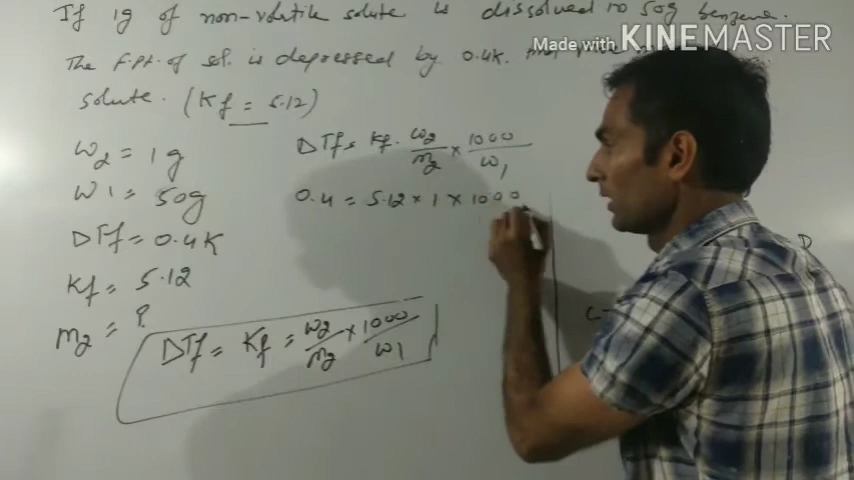 If 1g of non-volatile solute is dissolved in 50g benzene.
Made with KINEMASTER
The F.pt. of sol. is depressed by 0.4K.
solute. (Kf = 5.12)
w2 = 1g
w1 = 50g
ΔTf = 0.4K
Kf = 5.12
m2 = ?
ΔTf = Kf. w2/m2 × 1000/w1
0.4 = 5.12 × 1 × 1000
ΔTf = Kf = w2/m2 × 1000/w1